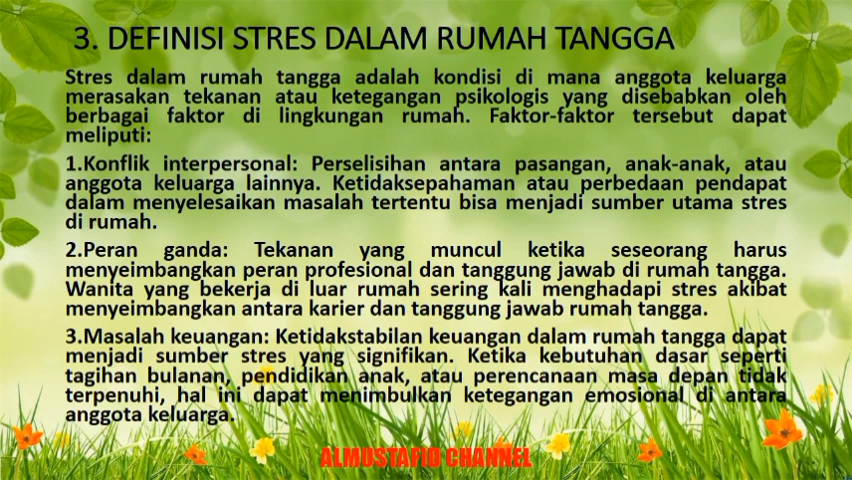 3. DEFINISI STRES DALAM RUMAH TANGGA
Stres dalam rumah tangga adalah kondisi di mana anggota keluarga
merasakan tekanan atau ketegangan psikologis yang disebabkan oleh
berbagai faktor di lingkungan rumah. Faktor-faktor tersebut dapat
meliputi:
1.Konflik interpersonal: Perselisihan antara pasangan, anak-anak, atau
anggota keluarga lainnya. Ketidaksepahaman atau perbedaan pendapat
dalam menyelesaikan masalah tertentu bisa menjadi sumber utama stres
di rumah.
2.Peran ganda: Tekanan yang muncul ketika seseorang harus
menyeimbangkan peran profesional dan tanggung jawab di rumah tangga.
Wanita yang bekerja di luar rumah sering kali menghadapi stres akibat
menyeimbangkan antara karier dan tanggung jawab rumah tangga.
3.Masalah keuangan: Ketidakstabilan keuangan dalam rumah tangga dapat
menjadi sumber stres yang signifikan. Ketika kebutuhan dasar seperti
tagihan bulanan, pendidikan anak, atau perencanaan masa depan tidak
terpenuhi, hal ini dapat menimbulkan ketegangan emosional di antara
anggota keluarga.
ALMUSTAFID CHANNEL